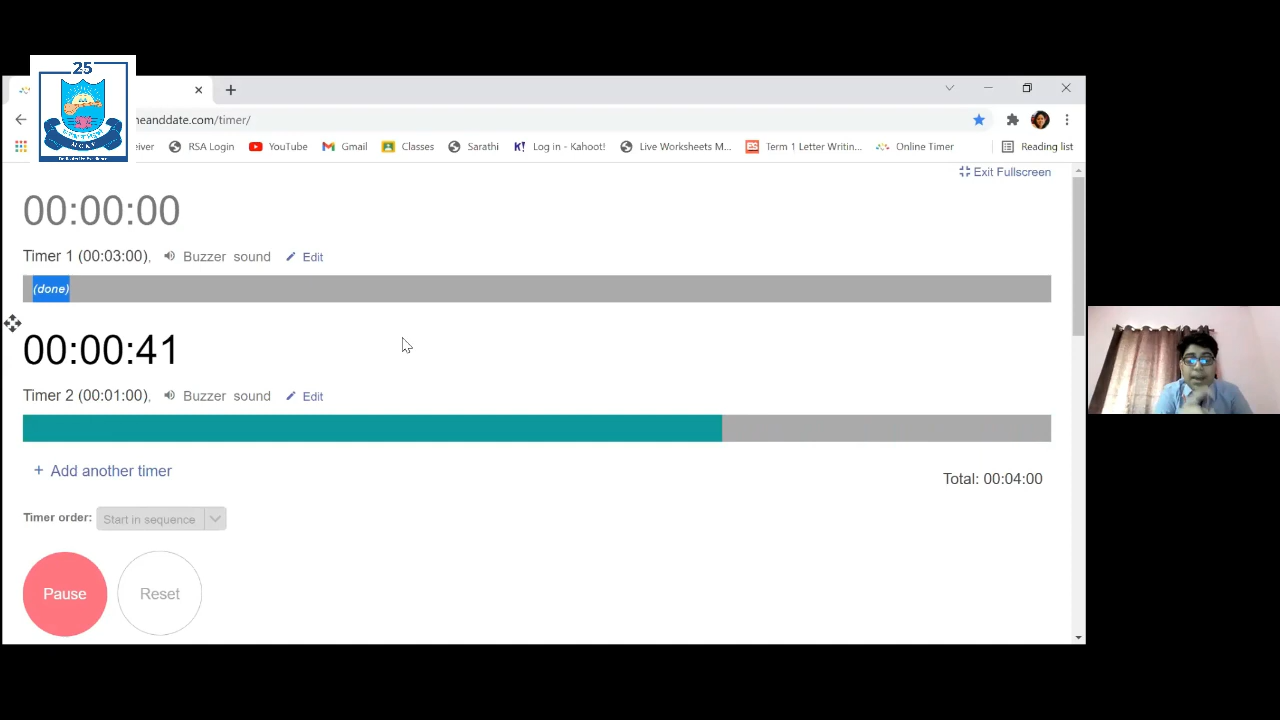 25
eanddate.com/timer/
eiver RSA Login YouTube Gmail Classes Sarathi K! Log in - Kahoot! Live Worksheets M... Term 1 Letter Writin... Online Timer Reading list
Exit Fullscreen
00:00:00
Timer 1 (00:03:00), Buzzer sound Edit
(done)
00:00:41
Timer 2 (00:01:00), Buzzer sound Edit
+ Add another timer
Total: 00:04:00
Timer order: Start in sequence
Pause Reset